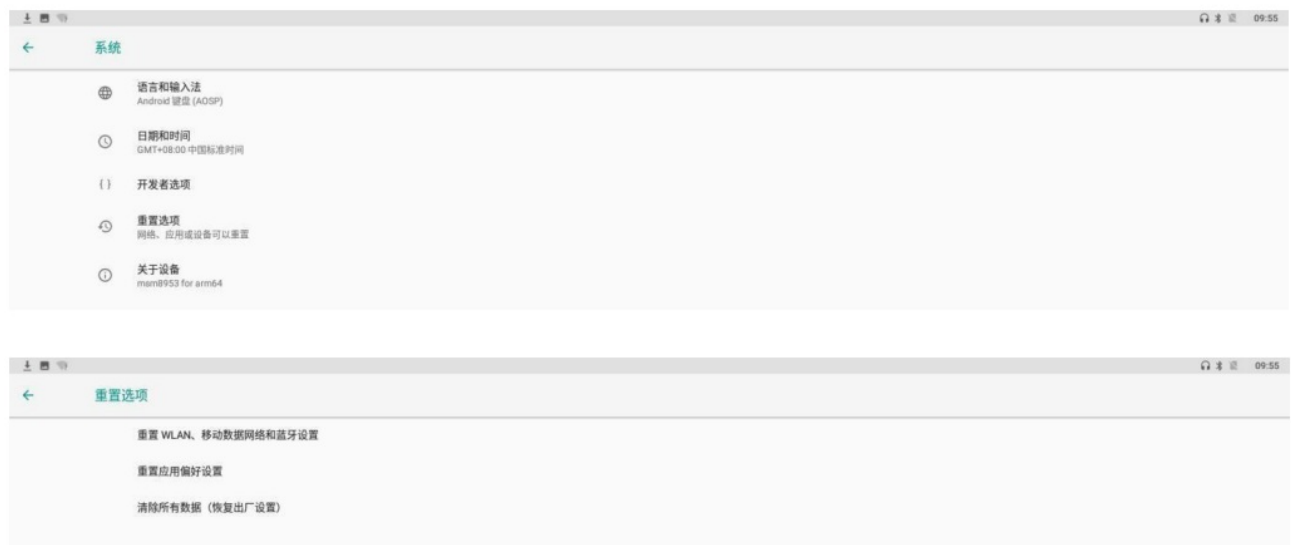 09:55
系统
语言和输入法
Android 键盘 (AOSP)
日期和时间
GMT+08:00 中国标准时间
{ } 开发者选项
重置选项
网络、应用或设备可以重置
关于设备
msm8953 for arm64
09:55
重置选项
重置 WLAN、移动数据网络和蓝牙设置
重置应用偏好设置
清除所有数据（恢复出厂设置）